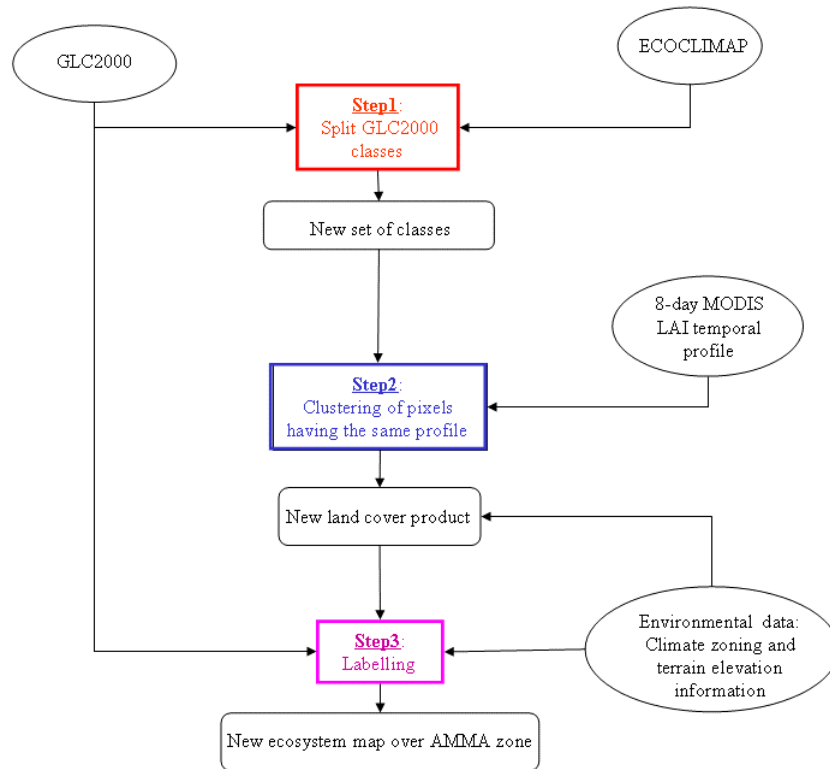 GLC2000
ECOCLIMAP
Step1:
Split GLC2000
classes
New set of classes
8-day MODIS
LAI temporal
profile
Step2:
Clustering of pixels
having the same profile
New land cover product
Environmental data:
Climate zoning and
terrain elevation
information
Step3:
Labelling
New ecosystem map over AMMA zone